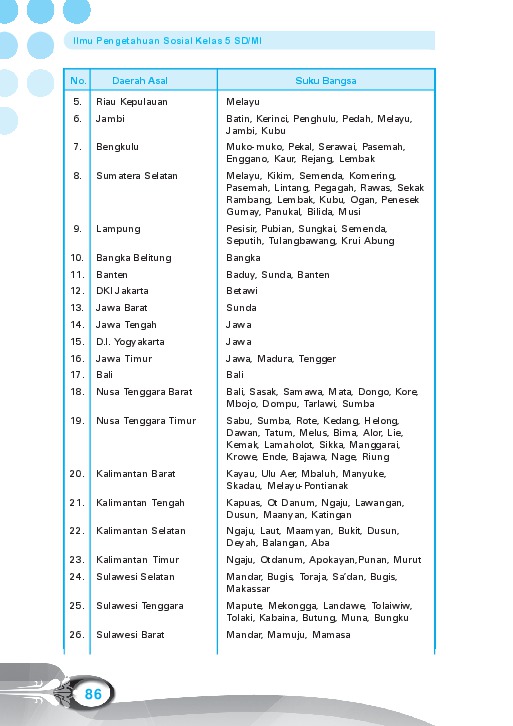 Ilmu Pengetahuan Sosial Kelas 5 SD/MI
No. Daerah Asal Suku Bangsa
5. Riau Kepulauan Melayu
6. Jambi Batin, Kerinci, Penghulu, Pedah, Melayu,
Jambi, Kubu
7. Bengkulu Muko-muko, Pekal, Serawai, Pasemah,
Enggano, Kaur, Rejang, Lembak
8. Sumatera Selatan Melayu, Kikim, Semenda, Komering,
Pasemah, Lintang, Pegagah, Rawas, Sekak
Rambang, Lembak, Kubu, Ogan, Penesek
Gumay, Panukal, Bilida, Musi
9. Lampung Pesisir, Pubian, Sungkai, Semenda,
Seputih, Tulangbawang, Krui Abung
10. Bangka Belitung Bangka
11. Banten Baduy, Sunda, Banten
12. DKI Jakarta Betawi
13. Jawa Barat Sunda
14. Jawa Tengah Jawa
15. D.I. Yogyakarta Jawa
16. Jawa Timur Jawa, Madura, Tengger
17. Bali Bali
18. Nusa Tenggara Barat Bali, Sasak, Samawa, Mata, Dongo, Kore,
Mbojo, Dompu, Tarlawi, Sumba
19. Nusa Tenggara Timur Sabu, Sumba, Rote, Kedang, Helong,
Dawan, Tatum, Melus, Bima, Alor, Lie,
Kemak, Lamaholot, Sikka, Manggarai,
Krowe, Ende, Bajawa, Nage, Riung
20. Kalimantan Barat Kayau, Ulu Aer, Mbaluh, Manyuke,
Skadau, Melayu-Pontianak
21. Kalimantan Tengah Kapuas, Ot Danum, Ngaju, Lawangan,
Dusun, Maanyan, Katingan
22. Kalimantan Selatan Ngaju, Laut, Maamyan, Bukit, Dusun,
Deyah, Balangan, Aba
23. Kalimantan Timur Ngaju, Otdanum, Apokayan,Punan, Murut
24. Sulawesi Selatan Mandar, Bugis, Toraja, Sa’dan, Bugis,
Makassar
25. Sulawesi Tenggara Mapute, Mekongga, Landawe, Tolaiwiw,
Tolaki, Kabaina, Butung, Muna, Bungku
26. Sulawesi Barat Mandar, Mamuju, Mamasa
86